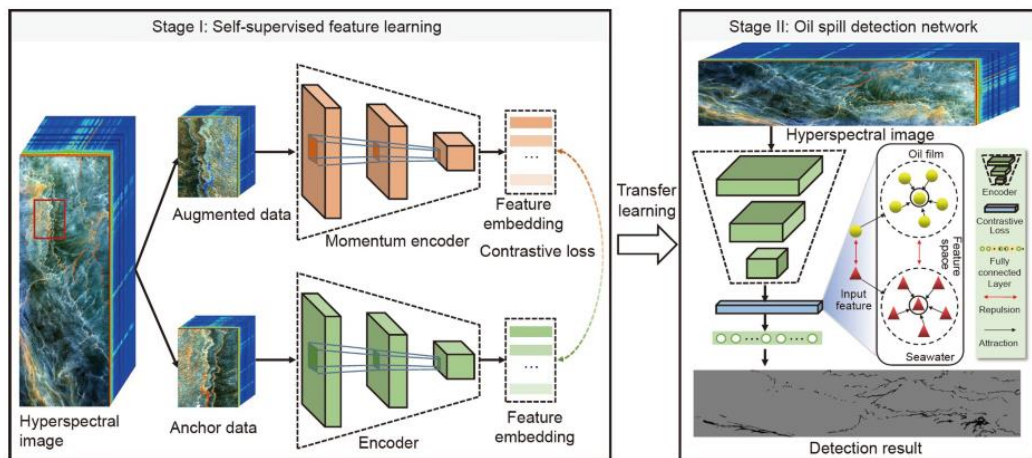 Stage I: Self-supervised feature learning
Hyperspectral
image
Augmented data
Anchor data
Momentum encoder
Encoder
...
Feature
embedding
Contrastive loss
...
Feature
embedding
Transfer
learning
Stage II: Oil spill detection network
Hyperspectral image
Oil film
Feature
space
Input
feature
Seawater
Encoder
Contrastive
Loss
Fully
connected
Layer
Repulsion
Attraction
Detection result